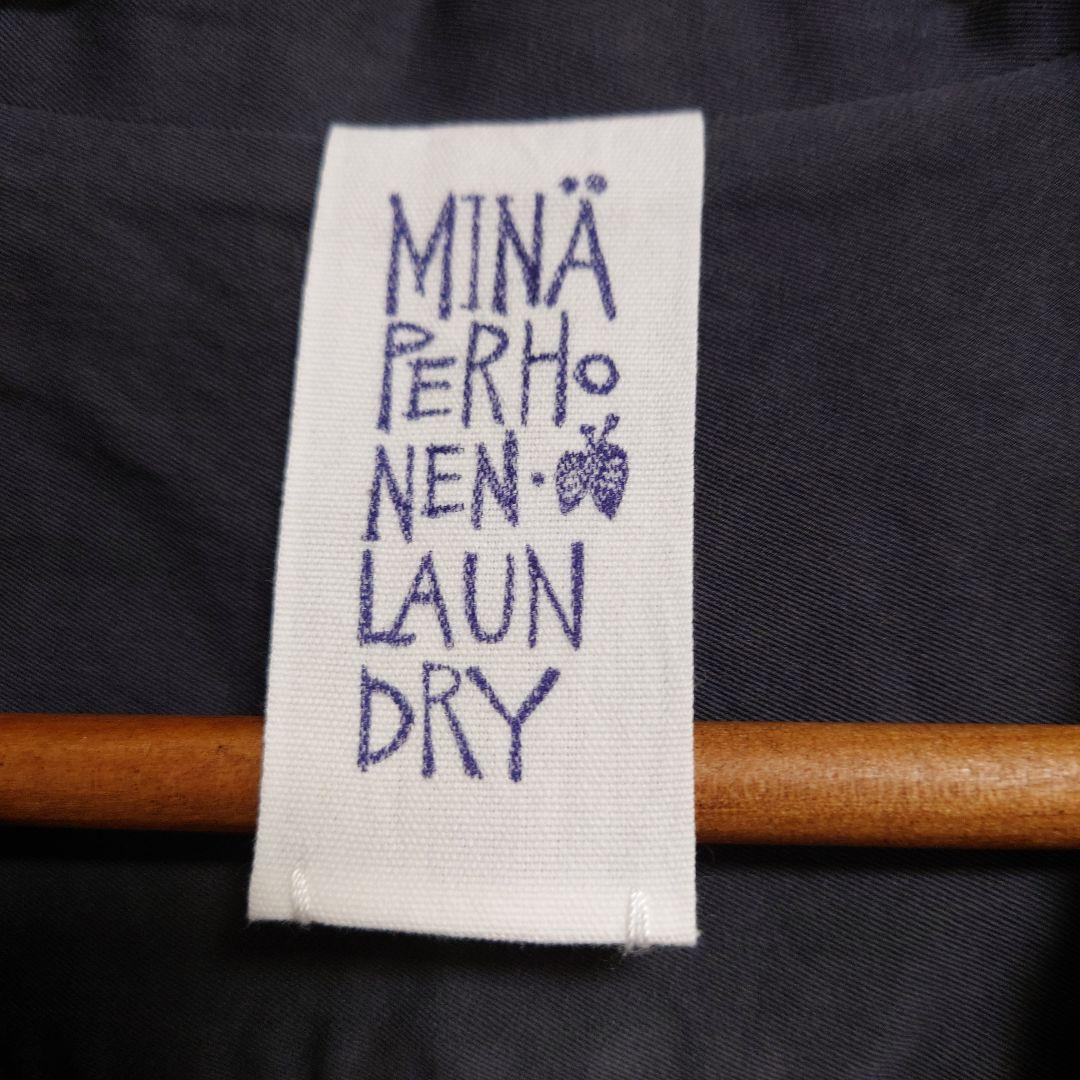 MINÄ
PERHO
NEN·
LAUN
DRY